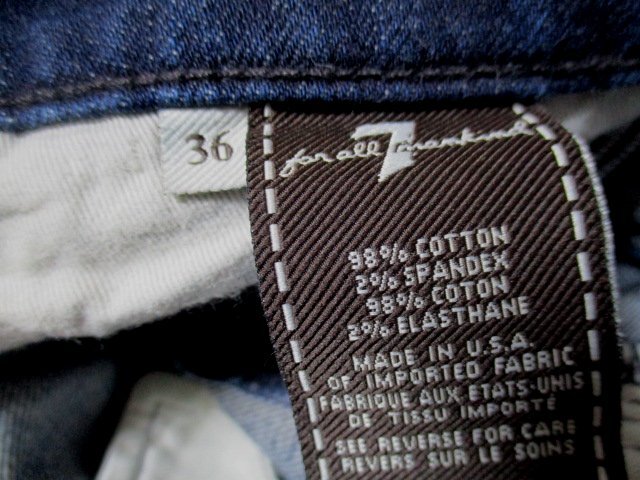 36
for all 7 mankind
98% COTTON
2% SPANDEX
98% COTON
2% ELASTHANE
MADE IN U.S.A.
OF IMPORTED FABRIC
FABRIQUE AUX ETATS-UNIS
DE TISSU IMPORTÉ
SEE REVERSE FOR CARE
REVERS SUR LE SOINS